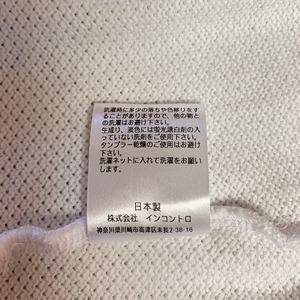 洗濯時に多少の落ちや色移りをす
ることがありますので、他の物と
の洗濯はお避け下さい。
生成り、淡色には蛍光漂白剤の入
っていない洗剤をご使用下さい。
タンブラー乾燥のご使用はお避け
下さい。
洗濯ネットに入れて洗濯をお願い
します。
日本製
株式会社 インコントロ
神奈川県川崎市高津区末長2-38-16